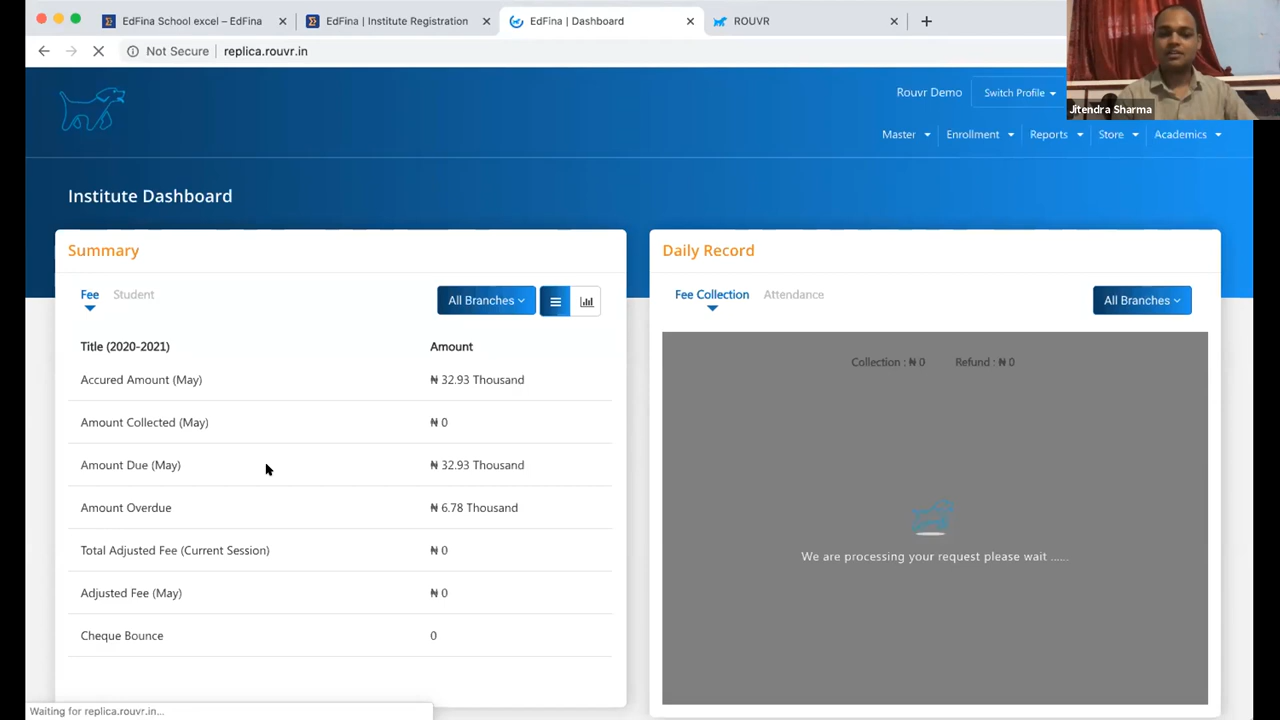 EdFina School excel – EdFina
EdFina | Institute Registration
EdFina | Dashboard
ROUVR
Not Secure
replica.rouvr.in
Jitendra Sharma
Rouvr Demo
Switch Profile
Master
Enrollment
Reports
Store
Academics
Institute Dashboard
Summary
Fee
Student
All Branches
Title (2020-2021)
Amount
Accured Amount (May)
₦ 32.93 Thousand
Amount Collected (May)
₦ 0
Amount Due (May)
₦ 32.93 Thousand
Amount Overdue
₦ 6.78 Thousand
Total Adjusted Fee (Current Session)
₦ 0
Adjusted Fee (May)
₦ 0
Cheque Bounce
0
Daily Record
Fee Collection
Attendance
All Branches
Collection : ₦ 0
Refund : ₦ 0
We are processing your request please wait ......
Waiting for replica.rouvr.in...